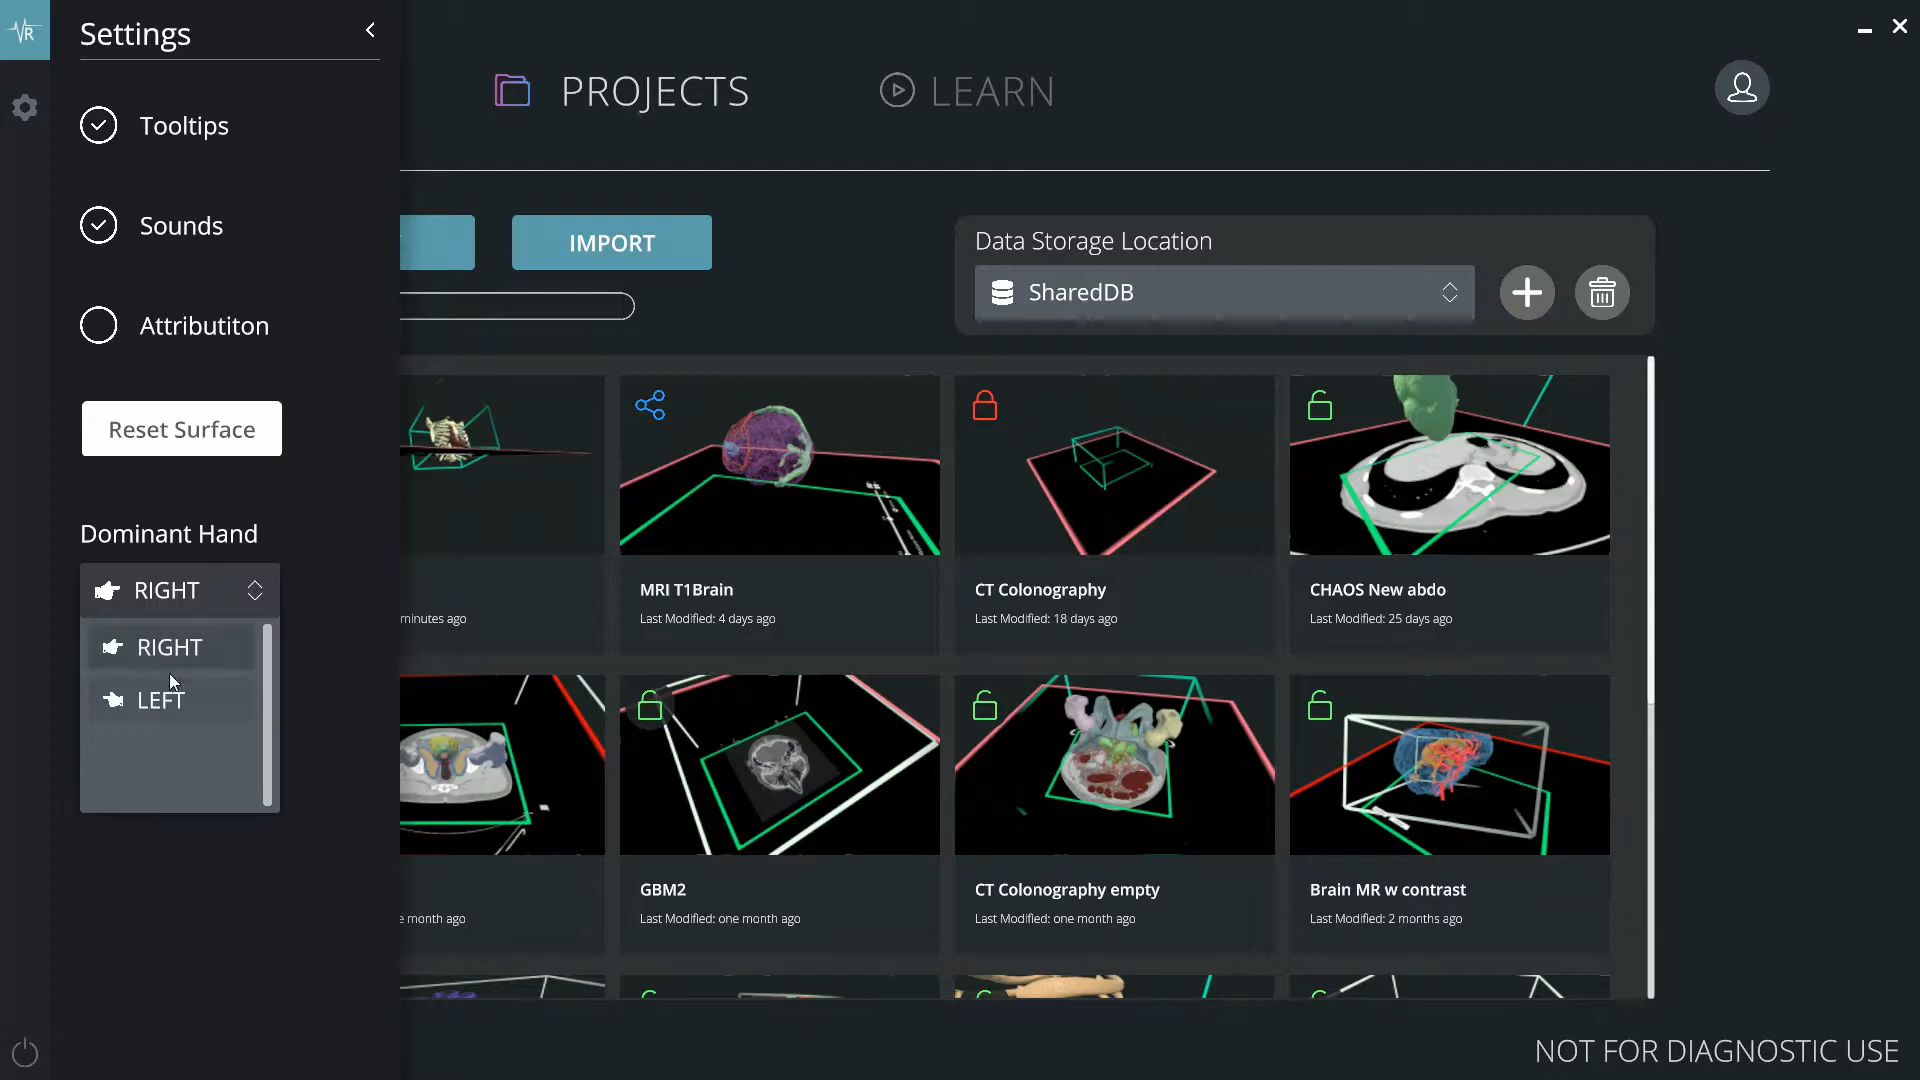 R
Settings
PROJECTS
LEARN
Tooltips
Sounds
IMPORT
Data Storage Location
SharedDB
Attributiton
Reset Surface
Dominant Hand
RIGHT
RIGHT
LEFT
minutes ago
MRI T1Brain
Last Modified: 4 days ago
CT Colonography
Last Modified: 18 days ago
CHAOS New abdo
Last Modified: 25 days ago
e month ago
GBM2
Last Modified: one month ago
CT Colonography empty
Last Modified: one month ago
Brain MR w contrast
Last Modified: 2 months ago
NOT FOR DIAGNOSTIC USE